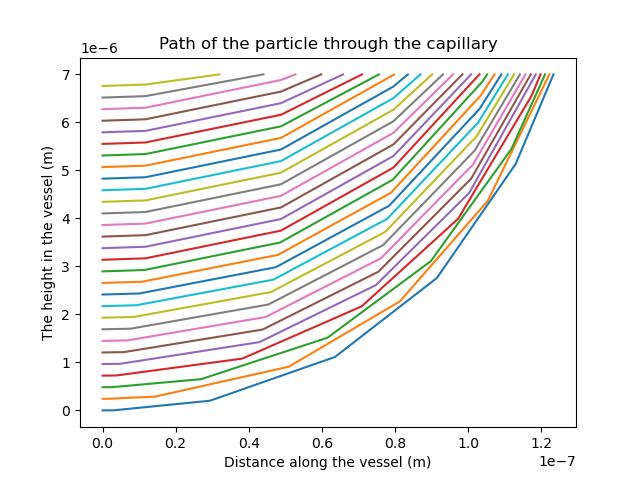 Path of the particle through the capillary
1e−6
7
6
5
4
3
2
1
0
The height in the vessel (m)
0.0 0.2 0.4 0.6 0.8 1.0 1.2
Distance along the vessel (m)
1e−7